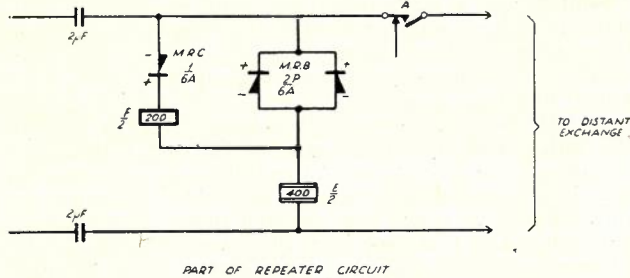 A
2µF
M.R.C
1
6A
M.R.B
2P
6A
- + + + - -
E
2
200
TO DISTANT
EXCHANGE.
400
E
2
2µF
PART OF REPEATER CIRCUIT